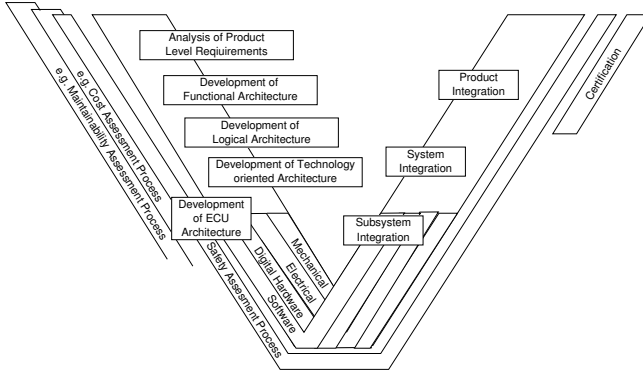 Analysis of Product
Level Reqiurements
Development of
Functional Architecture
Development of
Logical Architecture
Development of Technology
oriented Architecture
Development
of ECU
Architecture
Product
Integration
System
Integration
Subsystem
Integration
Certification
e.g. Cost Assessment Process
e.g. Maintainability Assessment Process
Safety Assessment Process
Mechanical
Electrical
Digital Hardware
Software